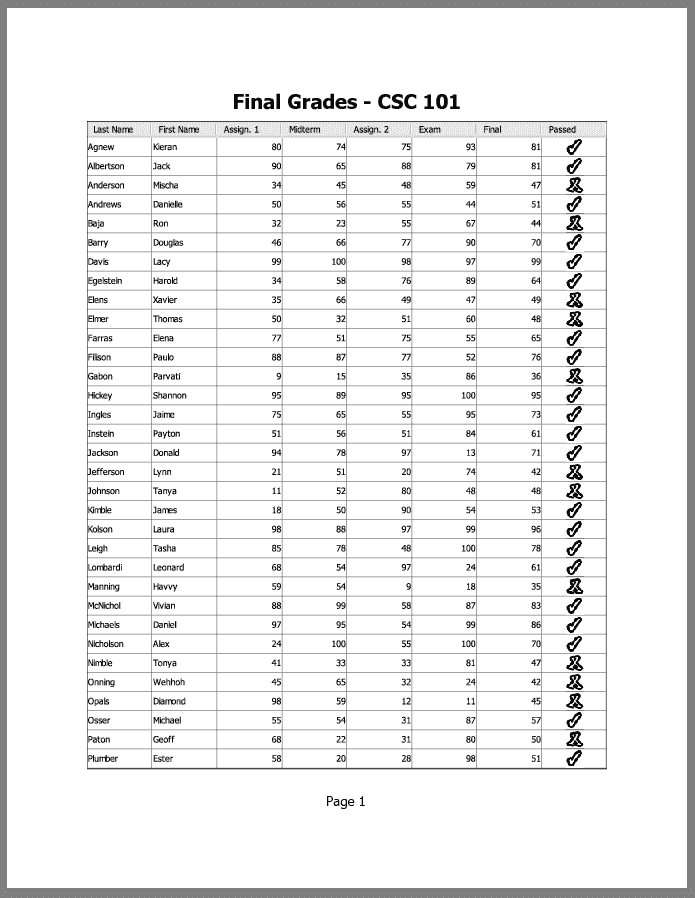 Final Grades - CSC 101
Last Name First Name Assign. 1 Midterm Assign. 2 Exam Final Passed
Agnew Kieran 80 74 75 93 81
Albertson Jack 90 65 88 79 81
Anderson Mischa 34 45 48 59 47
Andrews Danielle 50 56 55 44 51
Baja Ron 32 23 55 67 44
Barry Douglas 46 66 77 90 70
Davis Lacy 99 100 98 97 99
Egelstein Harold 34 58 76 89 64
Elens Xavier 35 66 49 47 49
Elmer Thomas 50 32 51 60 48
Farras Elena 77 51 75 55 65
Filison Paulo 88 87 77 52 76
Gabon Parvati 9 15 35 86 36
Hickey Shannon 95 89 95 100 95
Ingles Jaime 75 65 55 95 73
Instein Payton 51 56 51 84 61
Jackson Donald 94 78 97 13 71
Jefferson Lynn 21 51 20 74 42
Johnson Tanya 11 52 80 48 48
Kimble James 18 50 90 54 53
Kolson Laura 98 88 97 99 96
Leigh Tasha 85 78 48 100 78
Lombardi Leonard 68 54 97 24 61
Manning Havvy 59 54 9 18 35
McNichol Vivian 88 99 58 87 83
Michaels Daniel 97 95 54 99 86
Nicholson Alex 24 100 55 100 70
Nimble Tonya 41 33 33 81 47
Onning Wehhoh 45 65 32 24 42
Opals Diamond 98 59 12 11 45
Osser Michael 55 54 31 87 57
Paton Geoff 68 22 31 80 50
Plumber Ester 58 20 28 98 51
Page 1